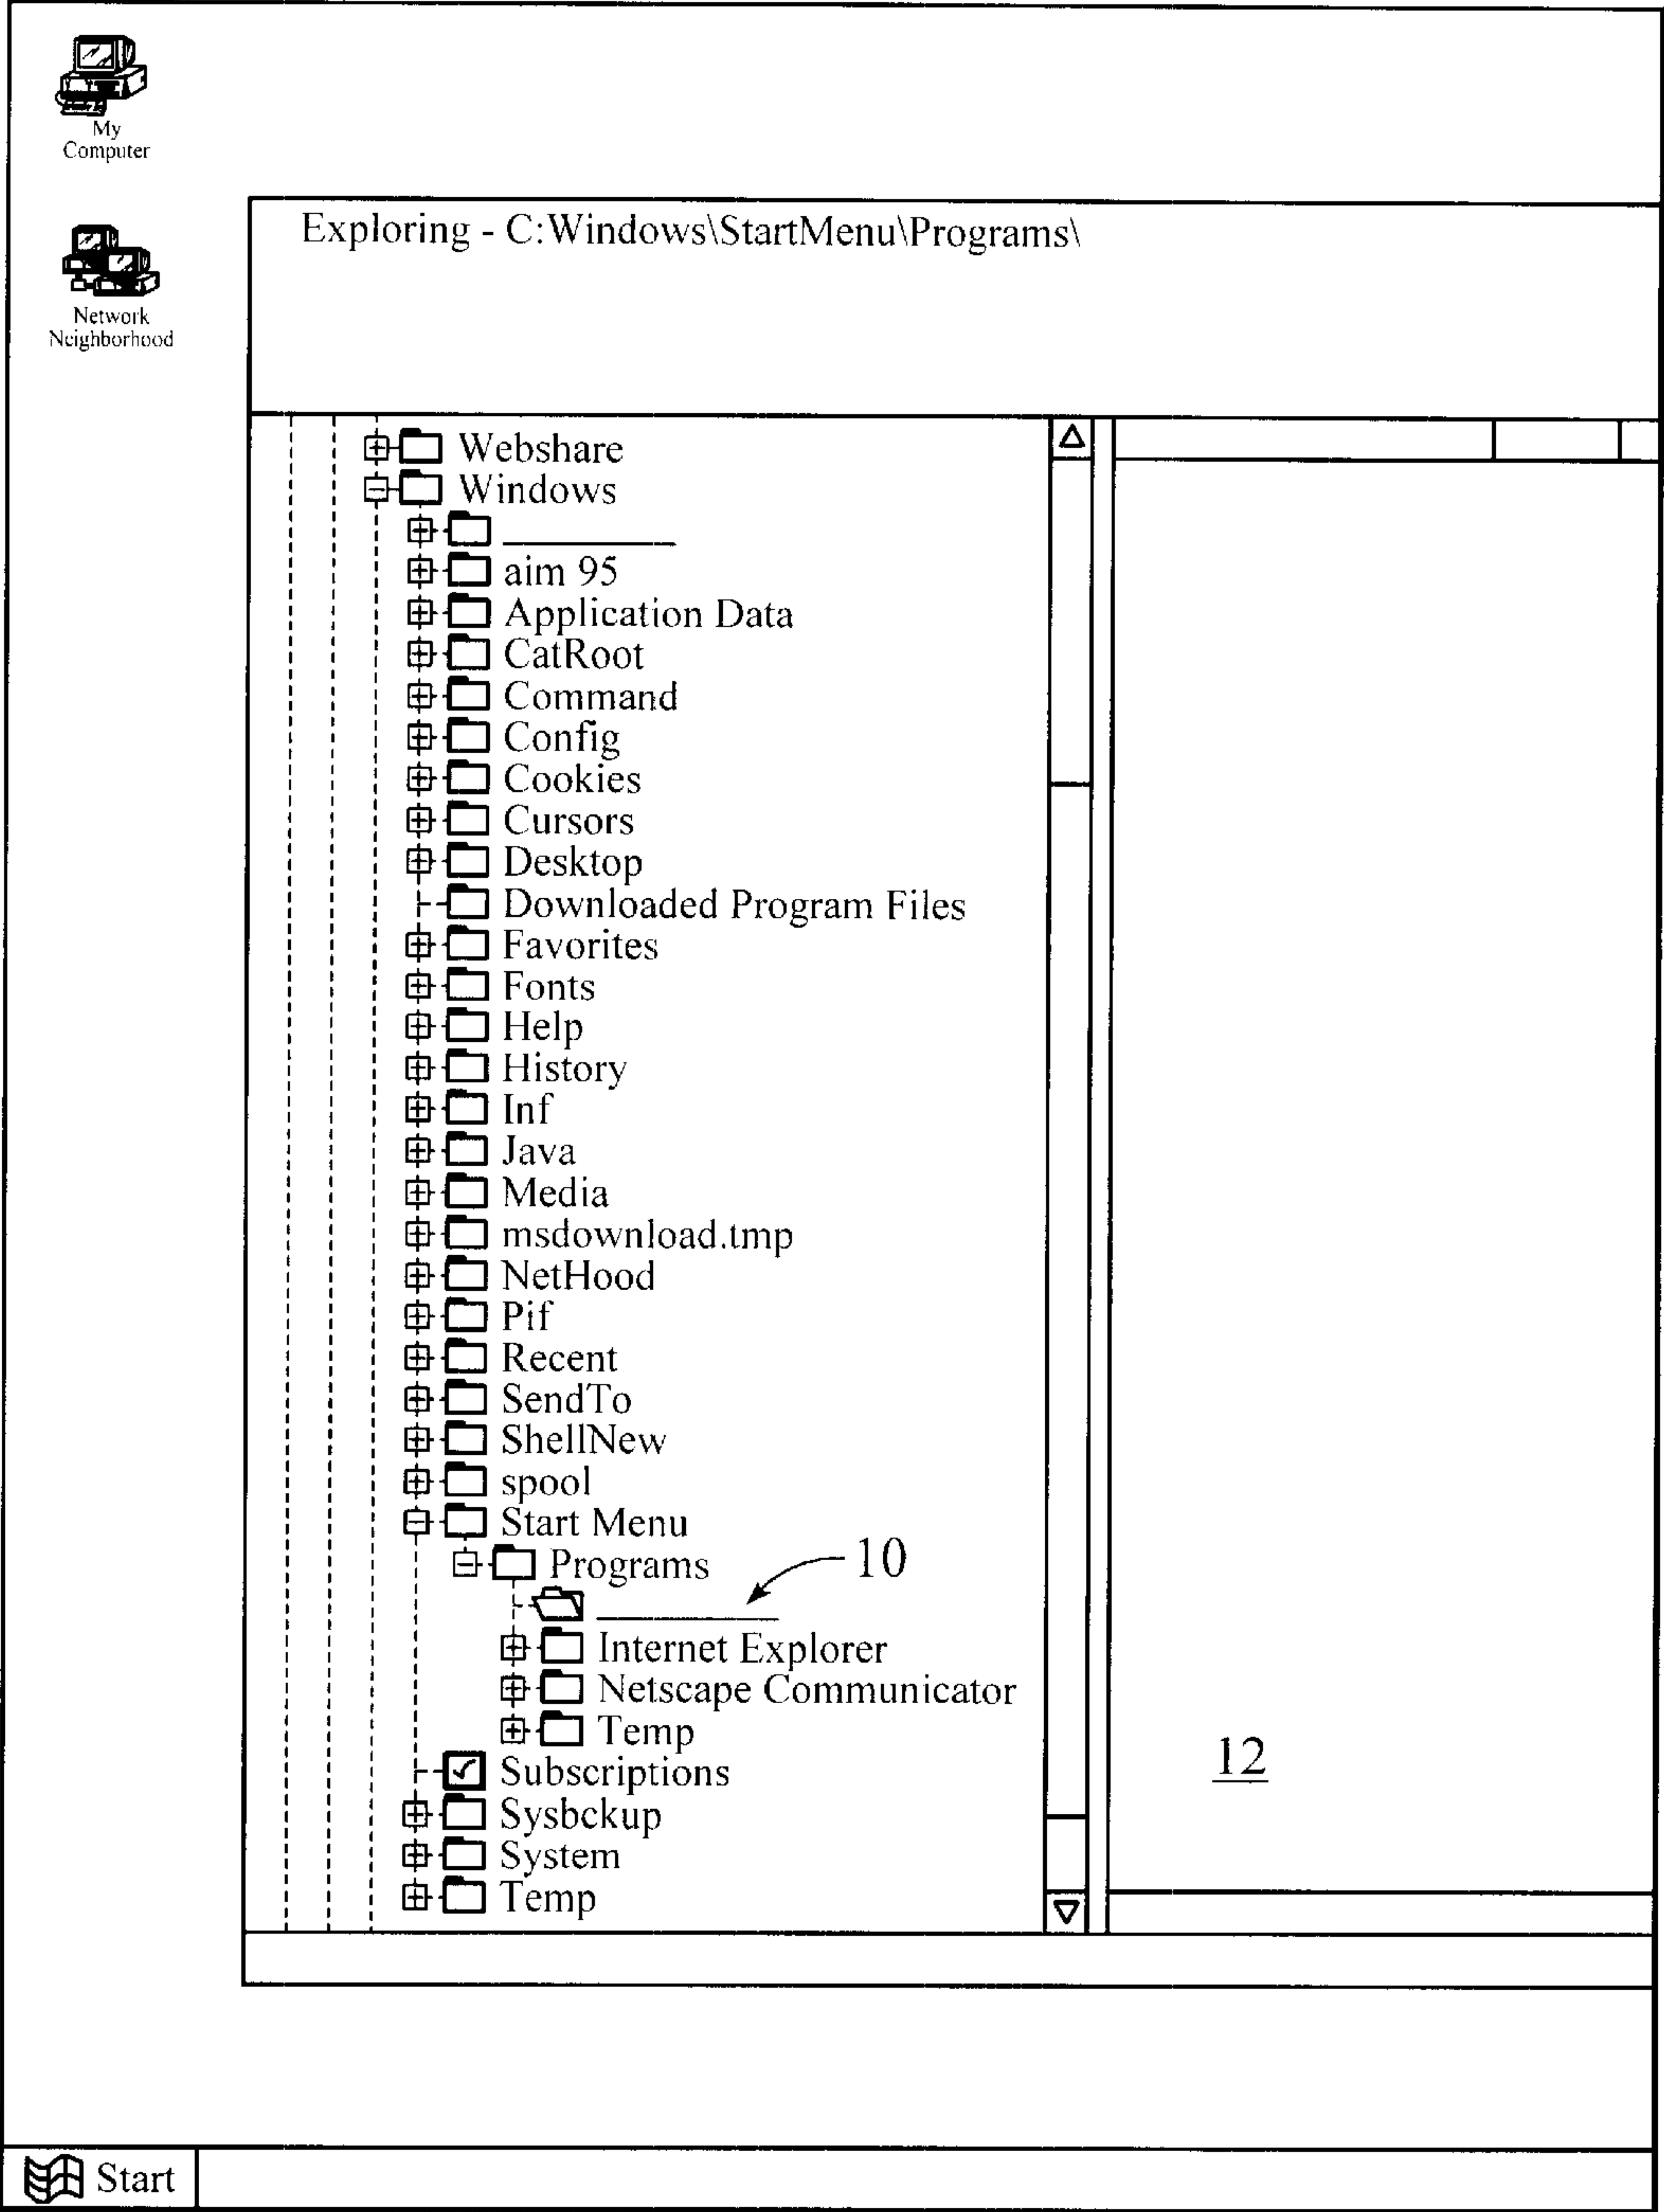 My
Computer
Network
Neighborhood
Exploring - C:Windows\StartMenu\Programs\
Webshare
Windows
aim 95
Application Data
CatRoot
Command
Config
Cookies
Cursors
Desktop
Downloaded Program Files
Favorites
Fonts
Help
History
Inf
Java
Media
msdownload.tmp
NetHood
Pif
Recent
SendTo
ShellNew
spool
Start Menu
Programs
10
Internet Explorer
Netscape Communicator
Temp
12
Subscriptions
Sysbckup
System
Temp
Start